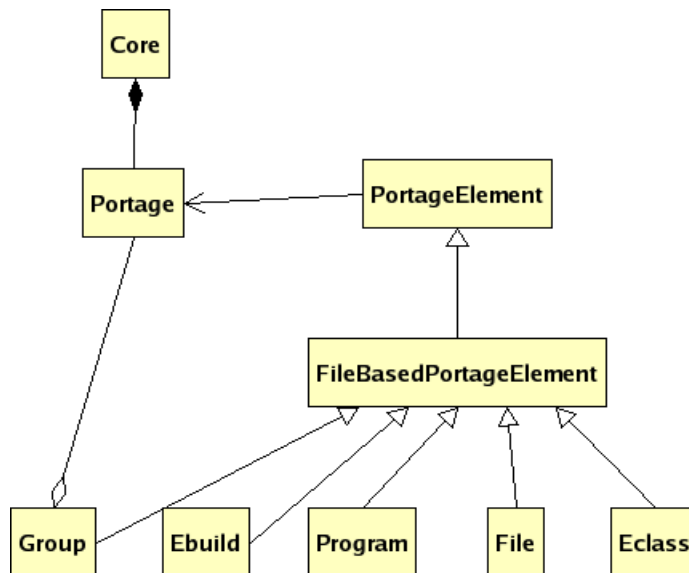 Core
Portage
PortageElement
FileBasedPortageElement
Group
Ebuild
Program
File
Eclass